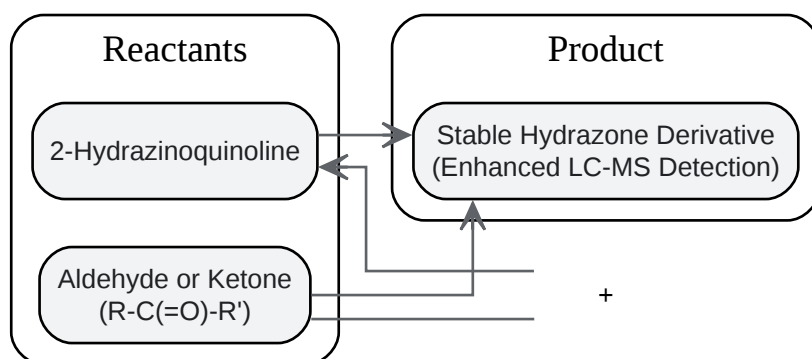 Reactants
Product
2-Hydrazinoquinoline
Stable Hydrazone Derivative
(Enhanced LC-MS Detection)
Aldehyde or Ketone
(R-C(=O)-R')
+